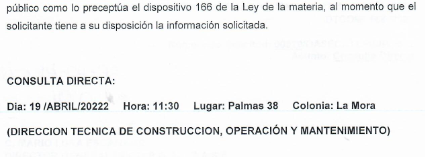 público como lo preceptúa el dispositivo 166 de la Ley de la materia, al momento que el
solicitante tiene a su disposición la información solicitada.
CONSULTA DIRECTA:
Dia: 19 /ABRIL/20222 Hora: 11:30 Lugar: Palmas 38 Colonia: La Mora
(DIRECCION TECNICA DE CONSTRUCCION, OPERACIÓN Y MANTENIMIENTO)